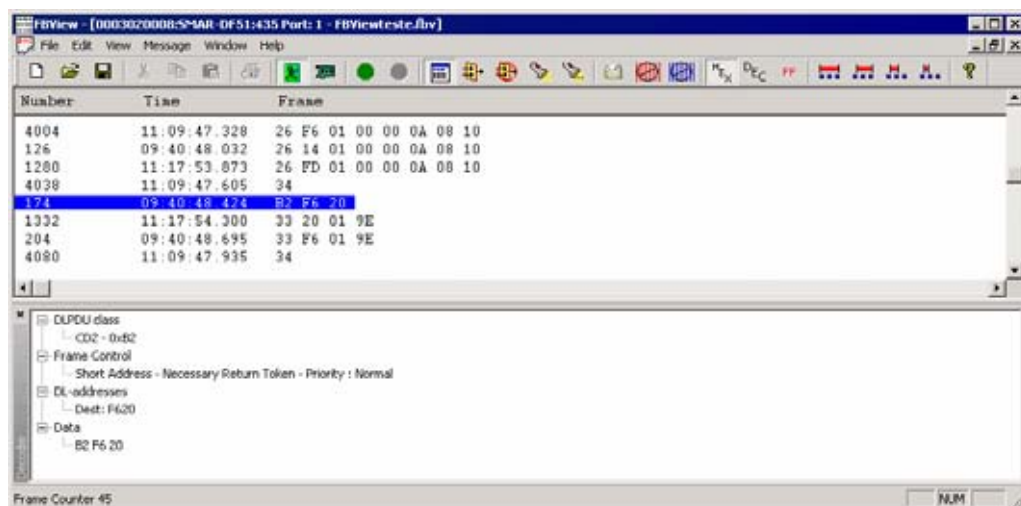 FBView - [0003020008:SMAR-DF51:435 Port: 1 - FBViewteste.fbv]
File Edit View Message Window Help
HEX DEC FF
Number Time Frame
4004 11:09:47.328 26 F6 01 00 00 0A 08 10
126 09:40:48.032 26 14 01 00 00 0A 08 10
1280 11:17:53.873 26 FD 01 00 00 0A 08 10
4038 11:09:47.605 34
174 09:40:48.424 B2 F6 20
1332 11:17:54.300 33 20 01 9E
204 09:40:48.695 33 F6 01 9E
4080 11:09:47.935 34
DLPDU class
CD2 - 0xB2
Frame Control
Short Address - Necessary Return Token - Priority : Normal
DL-addresses
Dest: F620
Data
B2 F6 20
Frame Counter 45
NUM